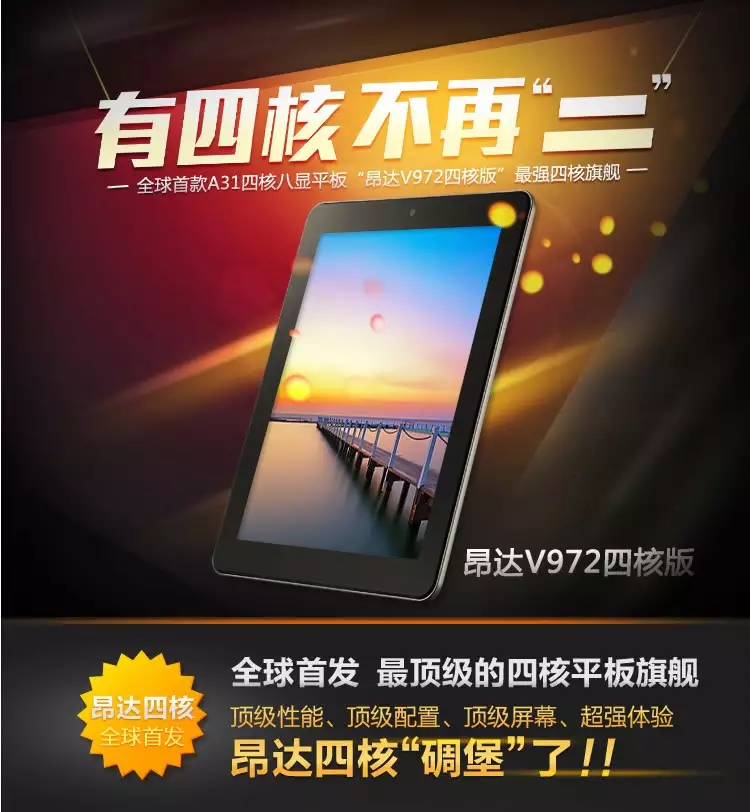 有四核不再“二”
— 全球首款A31四核八显平板“昂达V972四核版”最强四核旗舰 —
昂达V972四核版
昂达四核
全球首发
全球首发 最顶级的四核平板旗舰
顶级性能、顶级配置、顶级屏幕、超强体验
昂达四核“碉堡”了!!